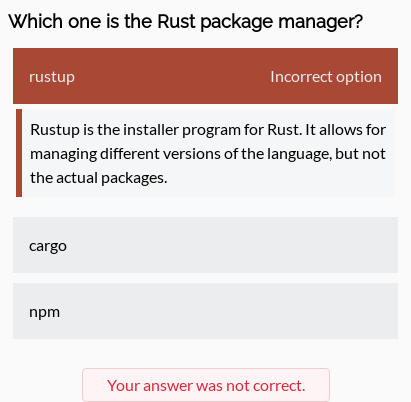 Which one is the Rust package manager?
rustup Incorrect option
Rustup is the installer program for Rust. It allows for
managing different versions of the language, but not
the actual packages.
cargo
npm
Your answer was not correct.